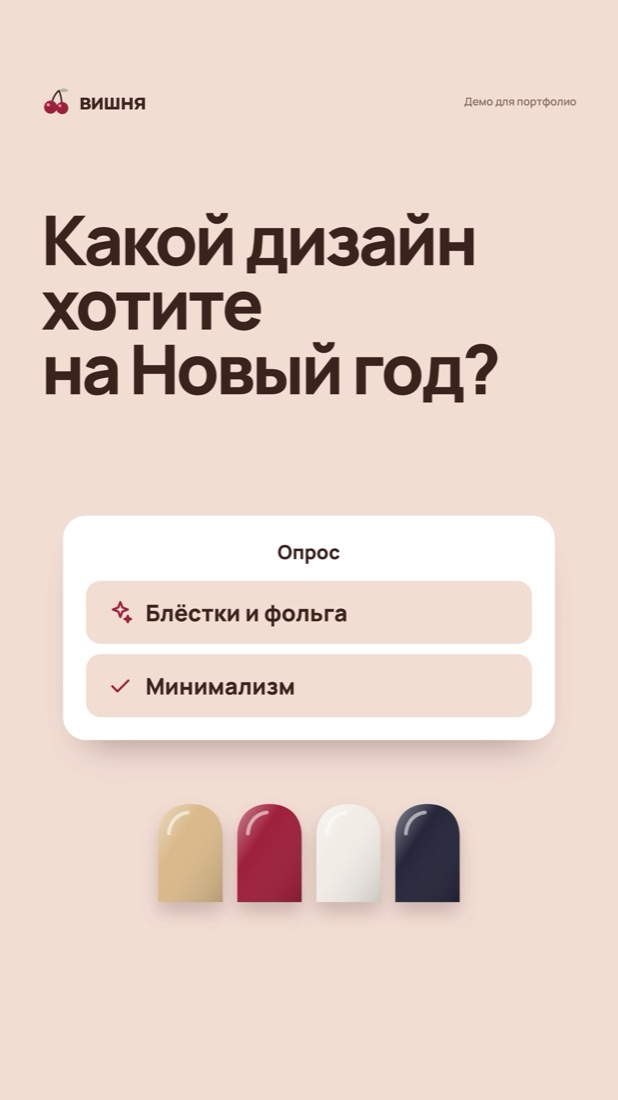 ВИШНЯ
Демо для портфолио
Какой дизайн
хотите
на Новый год?
Опрос
Блёстки и фольга
Минимализм